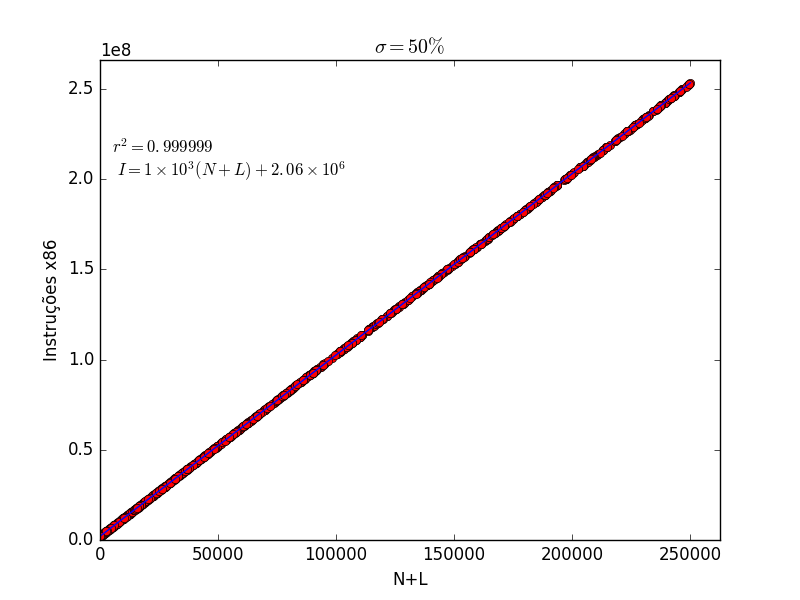 σ = 50%
1e8
2.5
r² = 0.999999
I = 1 × 10³(N + L) + 2.06 × 10⁶
2.0
1.5
Instruções x86
1.0
0.5
0.0
0 50000 100000 150000 200000 250000
N+L